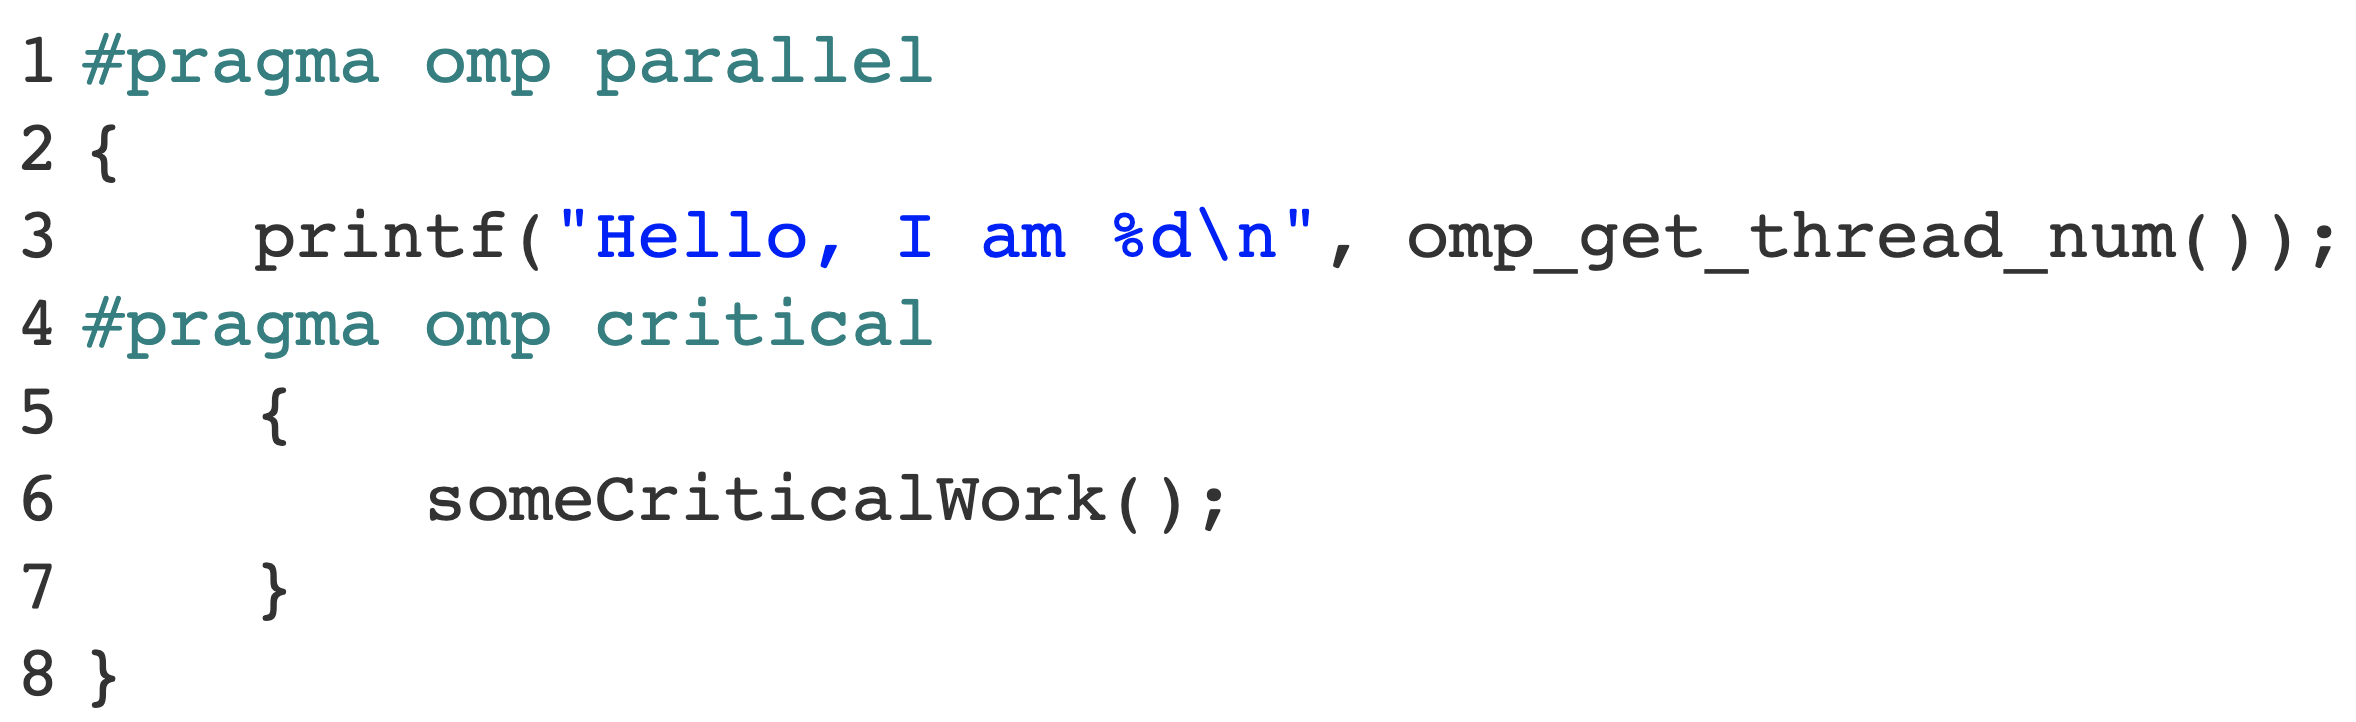 1 #pragma omp parallel
2 {
3     printf("Hello, I am %d\n", omp_get_thread_num());
4 #pragma omp critical
5     {
6         someCriticalWork();
7     }
8 }